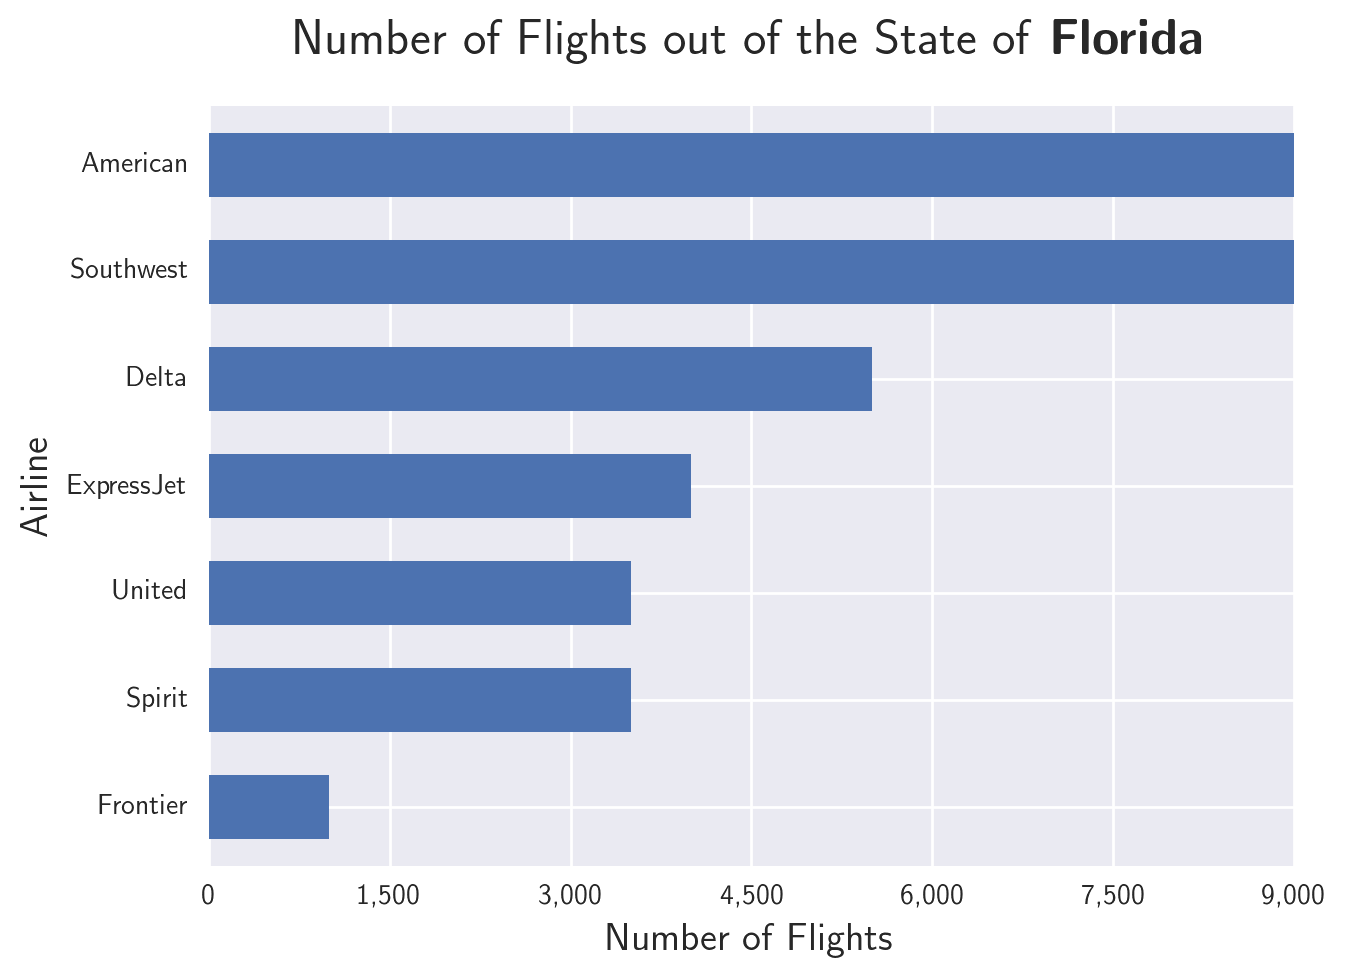 Number of Flights out of the State of Florida
American
Southwest
Delta
ExpressJet
United
Spirit
Frontier
Airline
0 1,500 3,000 4,500 6,000 7,500 9,000
Number of Flights